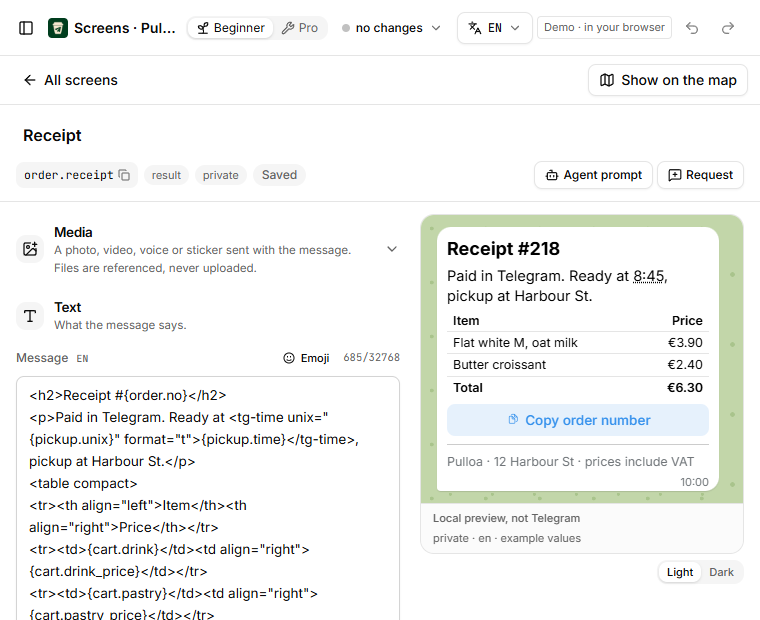 Screens · Pul...
Beginner
Pro
no changes
EN
Demo · in your browser
All screens
Show on the map
Receipt
order.receipt
result
private
Saved
Agent prompt
Request
Media
A photo, video, voice or sticker sent with the message.
Files are referenced, never uploaded.
Text
What the message says.
Message EN
Emoji
685/32768
<h2>Receipt #{order.no}</h2>
<p>Paid in Telegram. Ready at <tg-time unix="
{pickup.unix}" format="t">{pickup.time}</tg-time>,
pickup at Harbour St.</p>
<table compact>
<tr><th align="left">Item</th><th
align="right">Price</th></tr>
<tr><td>{cart.drink}</td><td align="right">
{cart.drink_price}</td></tr>
<tr><td>{cart.pastry}</td><td align="right">
{cart.pastry_price}</td></tr>
Receipt #218
Paid in Telegram. Ready at 8:45,
pickup at Harbour St.
Item Price
Flat white M, oat milk €3.90
Butter croissant €2.40
Total €6.30
Copy order number
Pulloa · 12 Harbour St · prices include VAT
10:00
Local preview, not Telegram
private · en · example values
Light
Dark